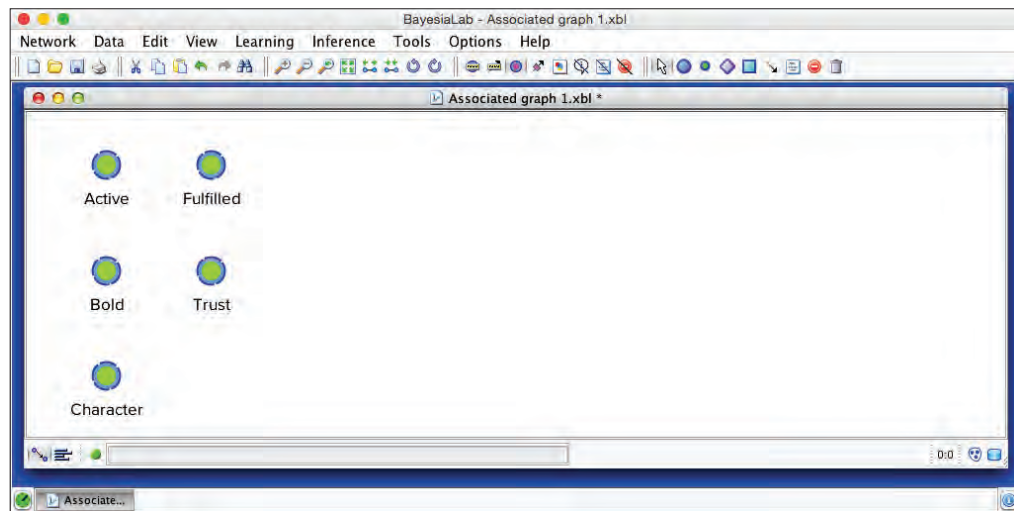 BayesiaLab - Associated graph 1.xbl
Network Data Edit View Learning Inference Tools Options Help
Associated graph 1.xbl *
Active Fulfilled
Bold Trust
Character
0:0
Associate...